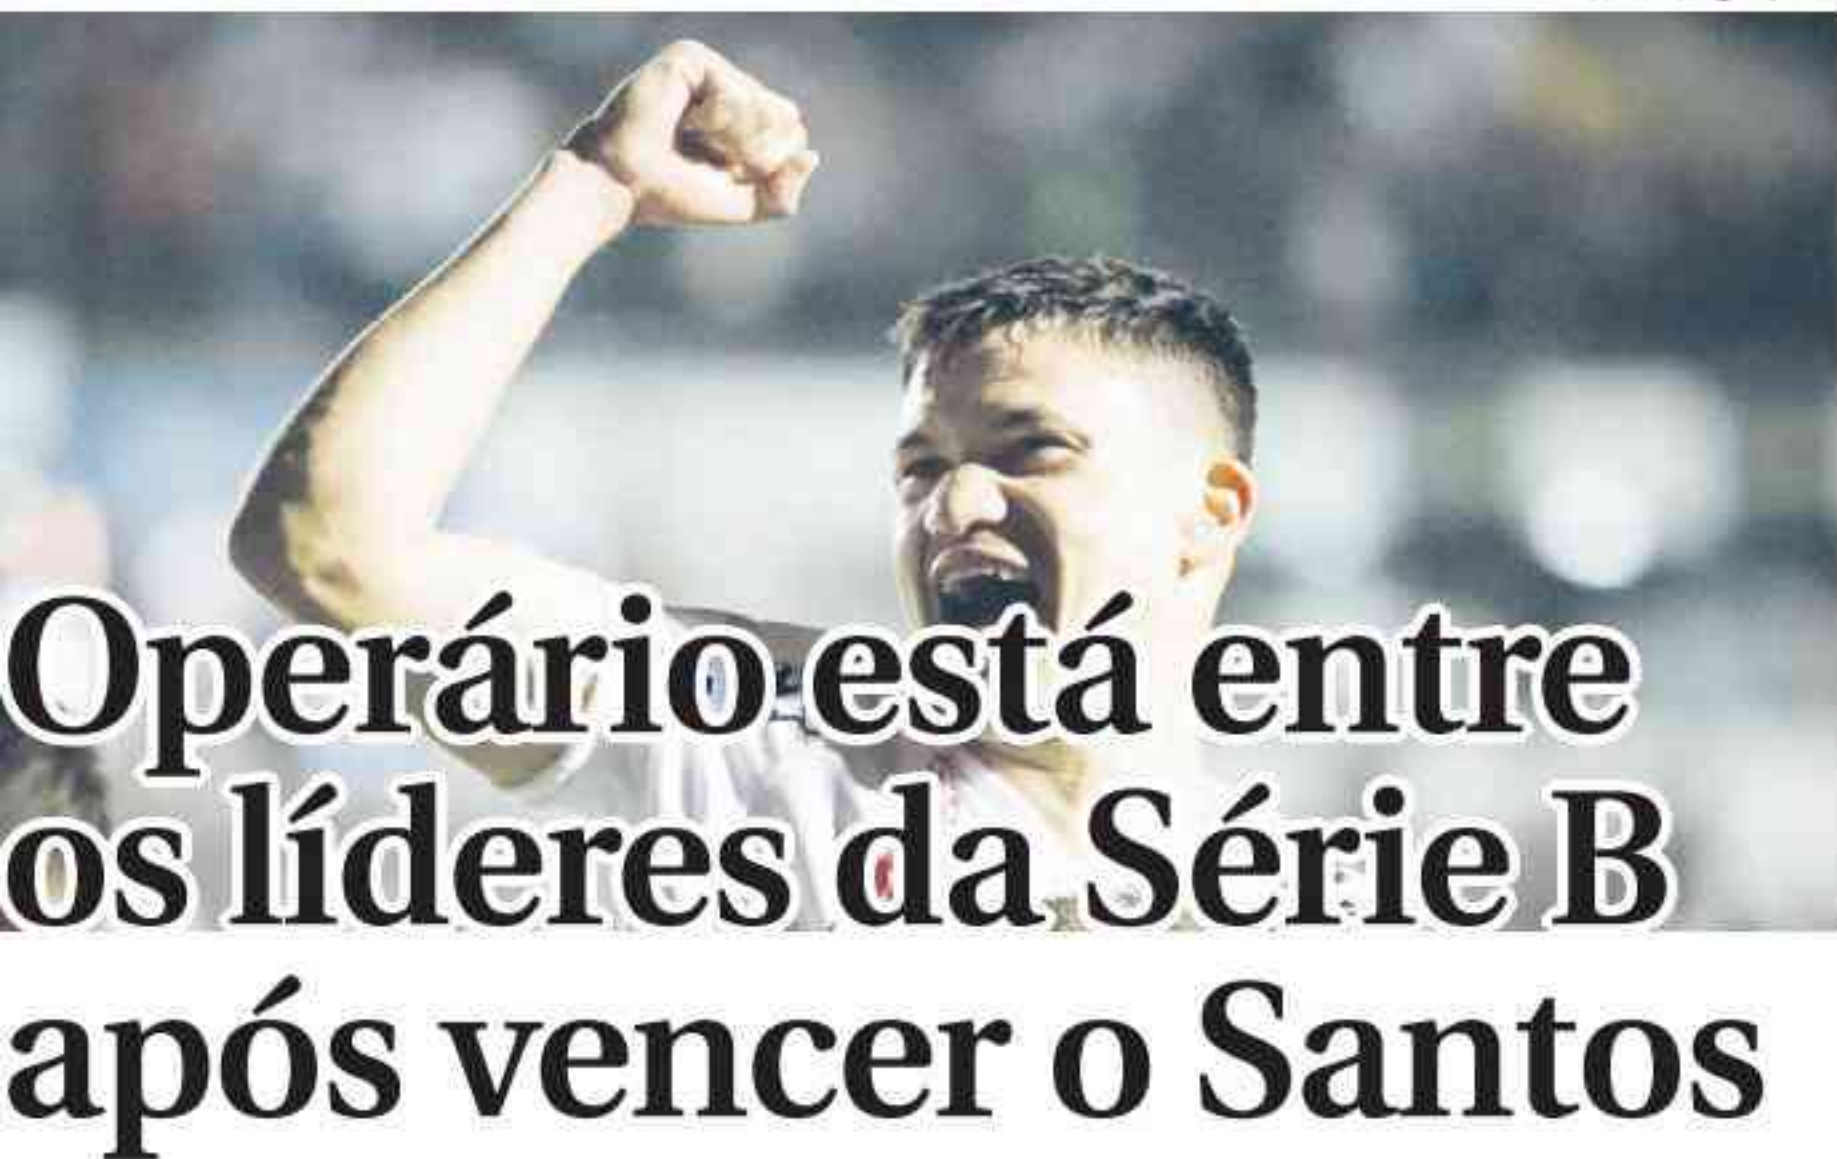 Operário está entre
os líderes da Série B
após vencer o Santos